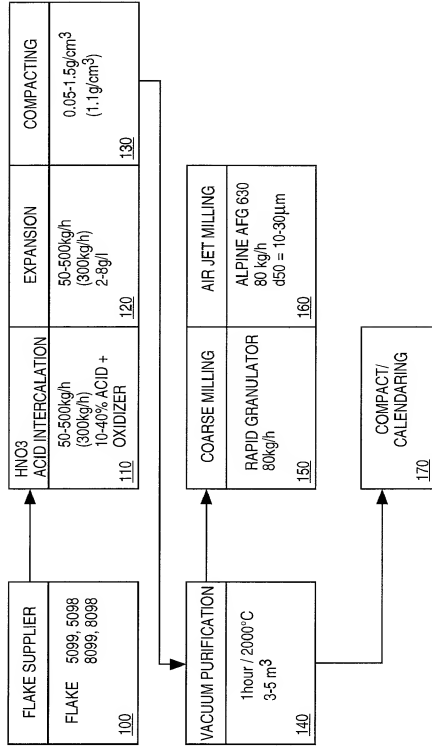 FLAKE SUPPLIER
FLAKE 5099, 5098
8099, 8098
100
HNO3
ACID INTERCALATION
50-500kg/h
(300kg/h)
10-40% ACID +
OXIDIZER
110
EXPANSION
50-500kg/h
(300kg/h)
2-8g/l
120
COMPACTING
0.05-1.5g/cm³
(1.1g/cm³)
130
VACUUM PURIFICATION
1hour / 2000°C
3-5 m³
140
COARSE MILLING
RAPID GRANULATOR
80kg/h
150
AIR JET MILLING
ALPINE AFG 630
80 kg/h
d50 = 10-30µm
160
COMPACT/
CALENDARING
170